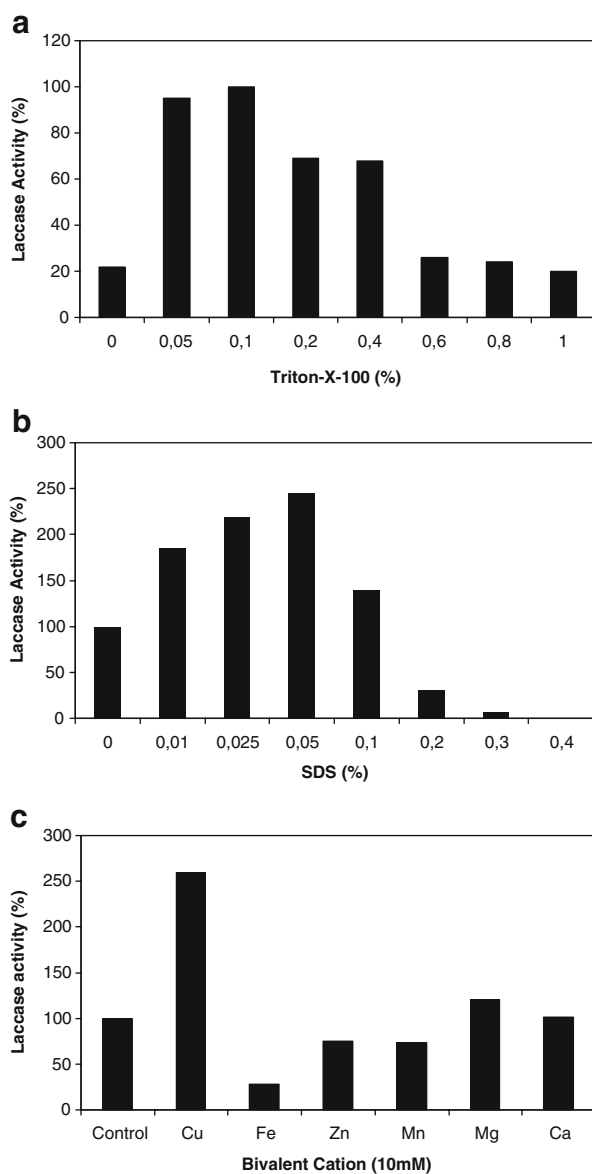 a
Laccase Activity (%)
120
100
80
60
40
20
0
0 0,05 0,1 0,2 0,4 0,6 0,8 1
Triton-X-100 (%)
b
Laccase Activity (%)
300
250
200
150
100
50
0
0 0,01 0,025 0,05 0,1 0,2 0,3 0,4
SDS (%)
c
Laccase activity (%)
300
250
200
150
100
50
0
Control Cu Fe Zn Mn Mg Ca
Bivalent Cation (10mM)